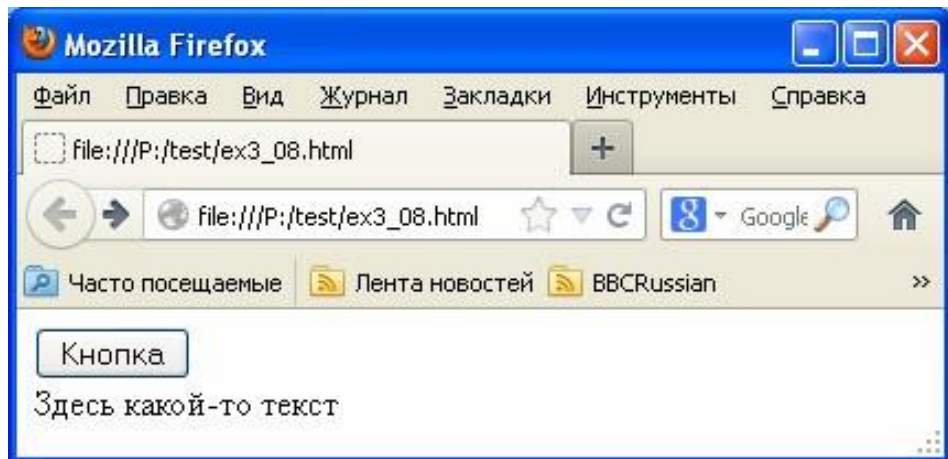 Mozilla Firefox
Файл Правка Вид Журнал Закладки Инструменты Справка
file:///P:/test/ex3_08.html +
file:///P:/test/ex3_08.html 8 Google
Часто посещаемые Лента новостей BBCRussian »
Кнопка
Здесь какой-то текст